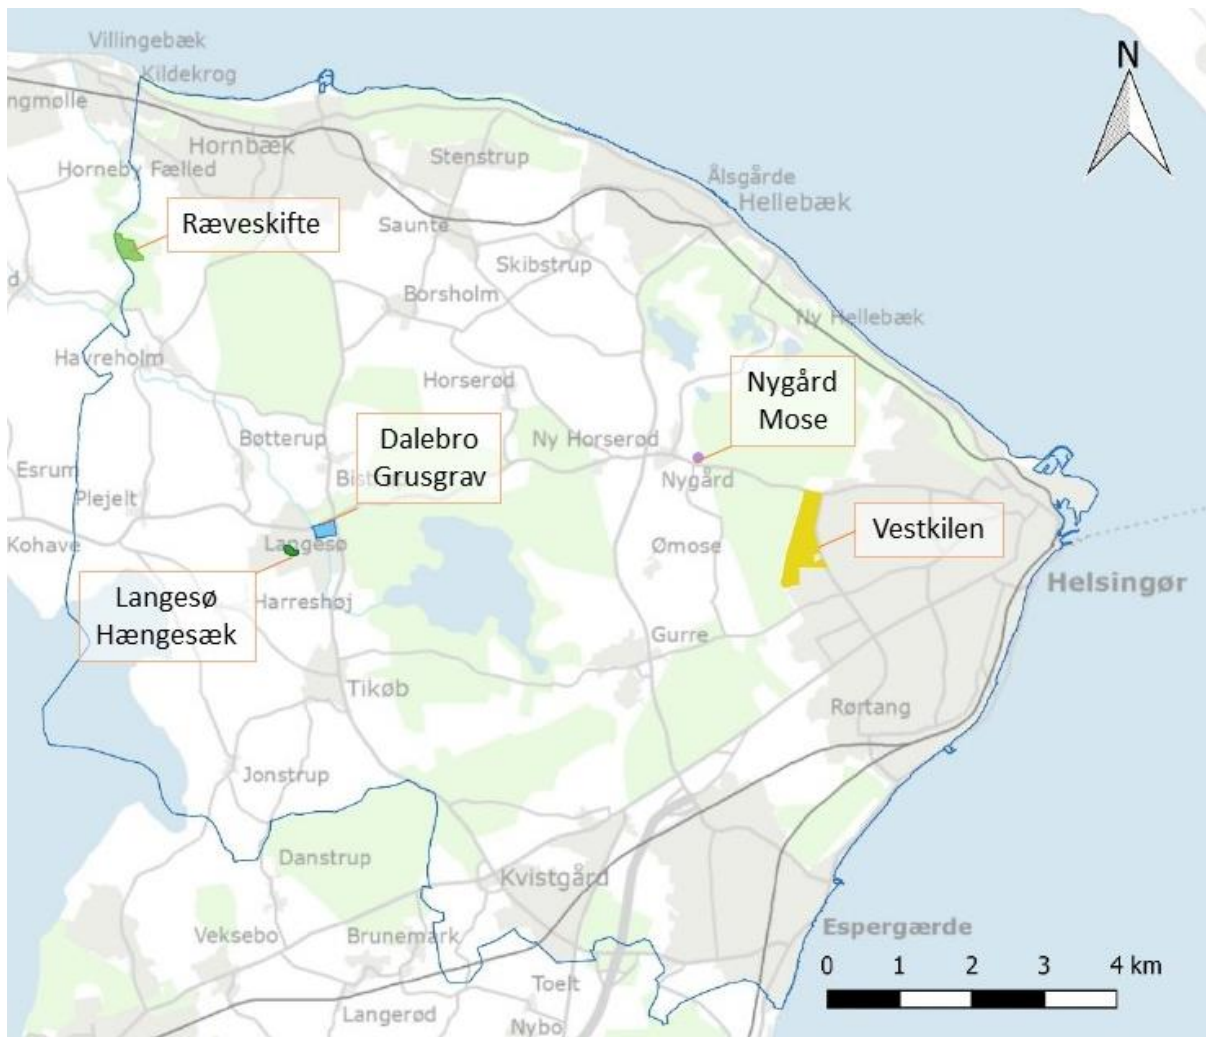 Villingebæk
Kildekrog
ngmølle
N
Hornbæk
Stenstrup
Horneby Fælled
Ålsgårde
Hellebæk
Ræveskifte
Saunte
Skibstrup
d
Borsholm
Ny Hellebæk
Havreholm
Horserød
Nygård
Mose
Dalebro
Grusgrav
Bøtterup
Ny Horserød
Esrum
Bist
Nygård
Plejelt
Vestkilen
Kohave
Langesø
Ømose
Helsingør
Langesø
Hængesæk
Harreshøj
Gurre
Tikøb
Rørtang
Jonstrup
Danstrup
Kvistgård
Veksebo
Brunemark
Espergærde
0 1 2 3 4 km
Toelt
Langerød
Nybo